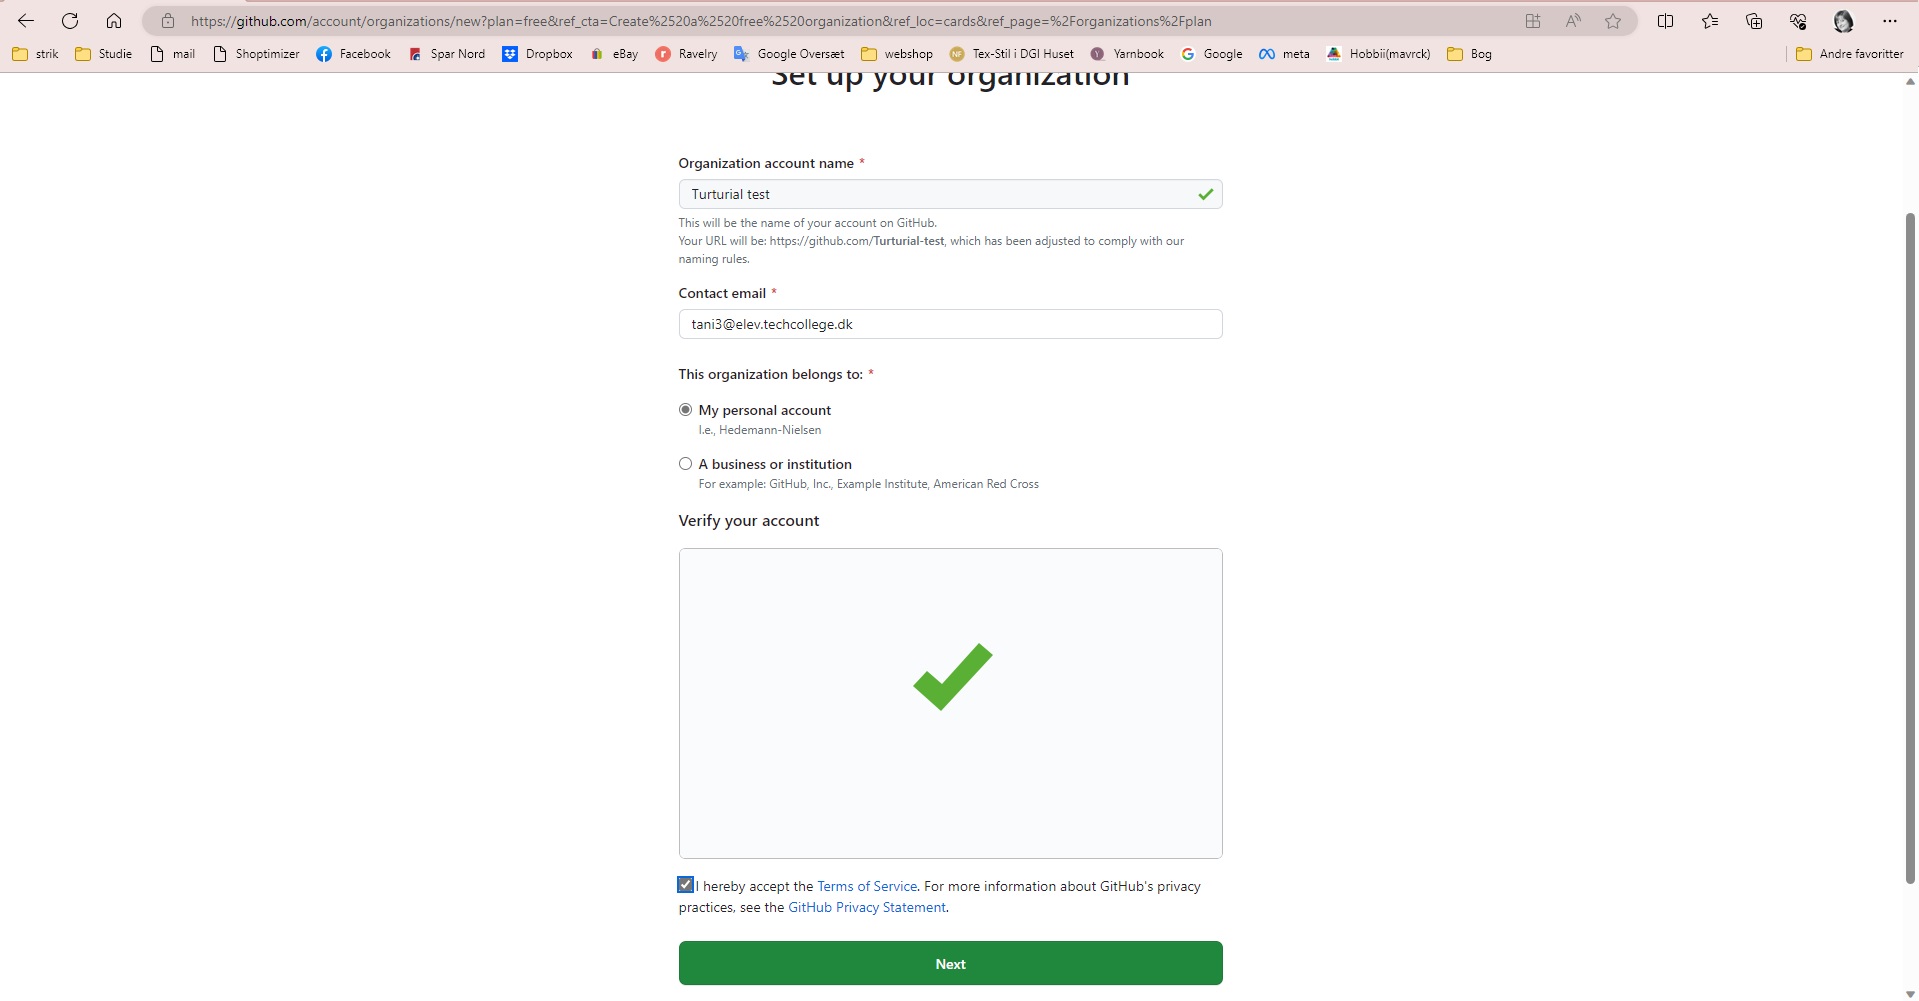 https://github.com/account/organizations/new?plan=free&ref_cta=Create%2520a%2520free%2520organization&ref_loc=cards&ref_page=%2Forganizations%2Fplan
strik Studie mail Shoptimizer Facebook Spar Nord Dropbox eBay Ravelry Google Oversæt webshop Tex-Stil i DGI Huset Yarnbook Google meta Hobbii(mavrck) Bog Andre favoritter
Set up your organization
Organization account name *
Turturial test
This will be the name of your account on GitHub.
Your URL will be: https://github.com/Turturial-test, which has been adjusted to comply with our
naming rules.
Contact email *
tani3@elev.techcollege.dk
This organization belongs to: *
My personal account
I.e., Hedemann-Nielsen
A business or institution
For example: GitHub, Inc., Example Institute, American Red Cross
Verify your account
I hereby accept the Terms of Service. For more information about GitHub's privacy
practices, see the GitHub Privacy Statement.
Next